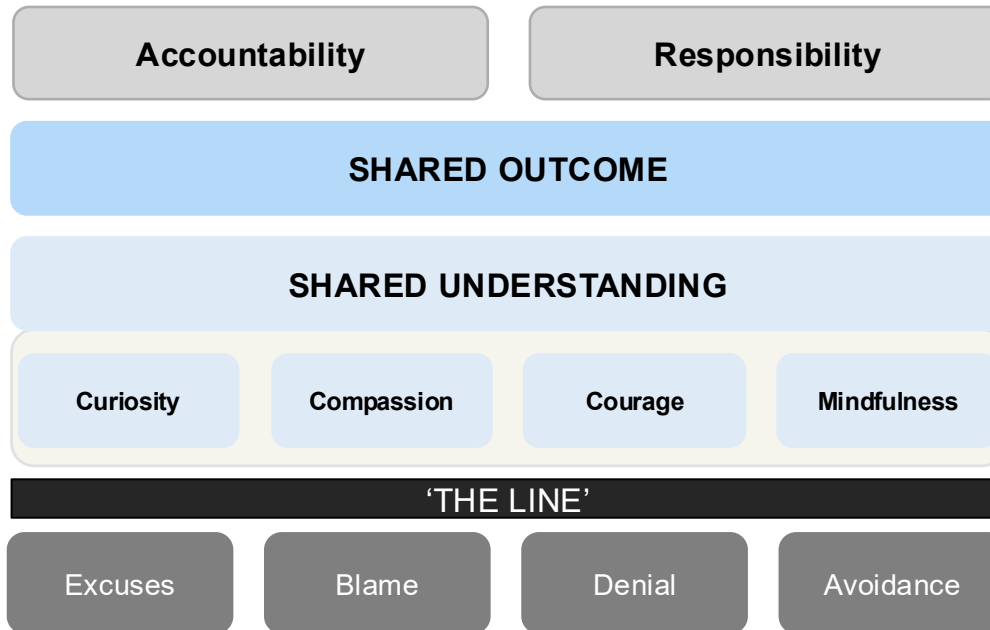 Accountability
Responsibility
SHARED OUTCOME
SHARED UNDERSTANDING
Curiosity
Compassion
Courage
Mindfulness
‘THE LINE’
Excuses
Blame
Denial
Avoidance